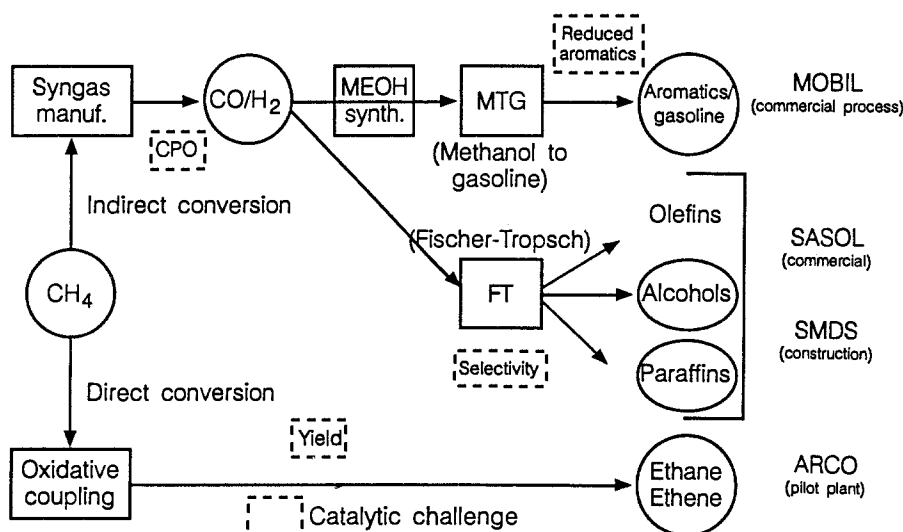 Reduced
aromatics
Syngas
manuf.
CO/H2
MEOH
synth.
MTG
Aromatics/
gasoline
MOBIL
(commercial process)
CPO
(Methanol to
gasoline)
Indirect conversion
Olefins
(Fischer-Tropsch)
SASOL
(commercial)
CH4
FT
Alcohols
SMDS
(construction)
Selectivity
Paraffins
Direct conversion
Yield
Oxidative
coupling
Ethane
Ethene
ARCO
(pilot plant)
Catalytic challenge